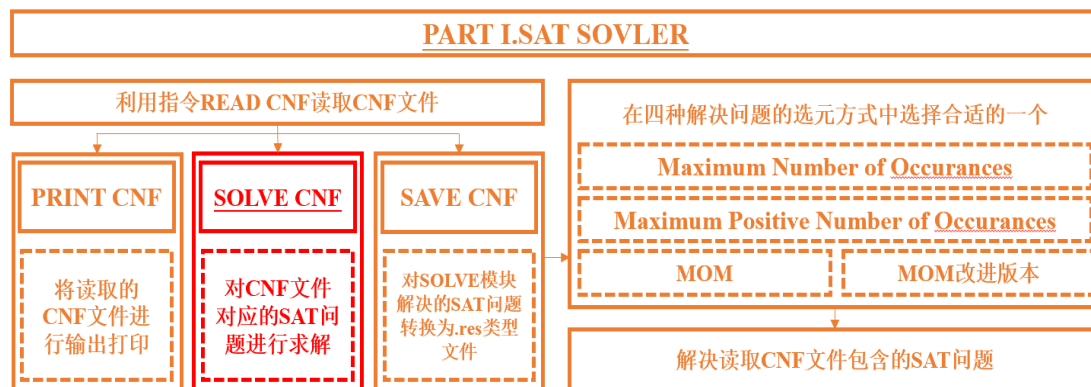 PART I.SAT SOVLER
利用指令READ CNF读取CNF文件
PRINT CNF
将读取的
CNF文件进
行输出打印
SOLVE CNF
对CNF文件
对应的SAT问
题进行求解
SAVE CNF
对SOLVE模块
解决的SAT问题
转换为.res类型
文件
在四种解决问题的选元方式中选择合适的一个
Maximum Number of Occurances
Maximum Positive Number of Occurances
MOM
MOM改进版本
解决读取CNF文件包含的SAT问题